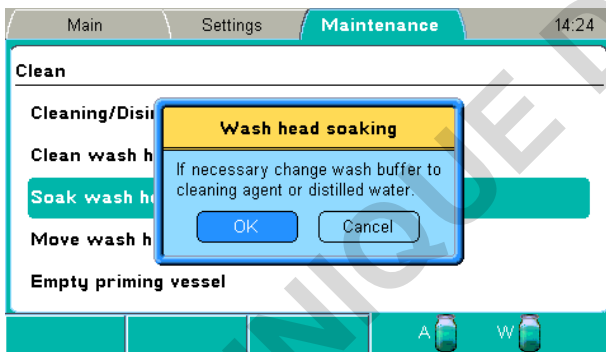 Main Settings Maintenance 14:24
Clean
Cleaning/
Wash head soaking
Clean wash
If necessary change wash buffer to
cleaning agent or distilled water.
Soak wash
OK Cancel
Move wash
Empty priming vessel
A W